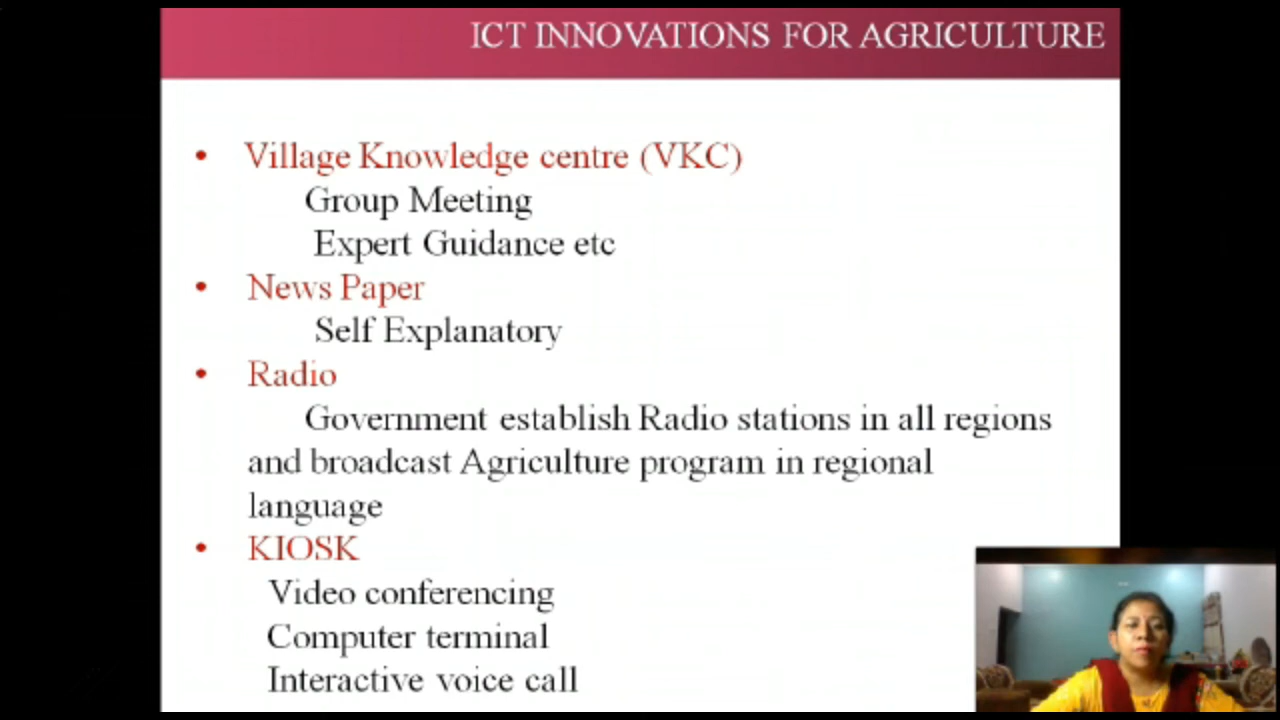 ICT INNOVATIONS FOR AGRICULTURE
• Village Knowledge centre (VKC)
Group Meeting
Expert Guidance etc
• News Paper
Self Explanatory
• Radio
Government establish Radio stations in all regions
and broadcast Agriculture program in regional
language
• KIOSK
Video conferencing
Computer terminal
Interactive voice call